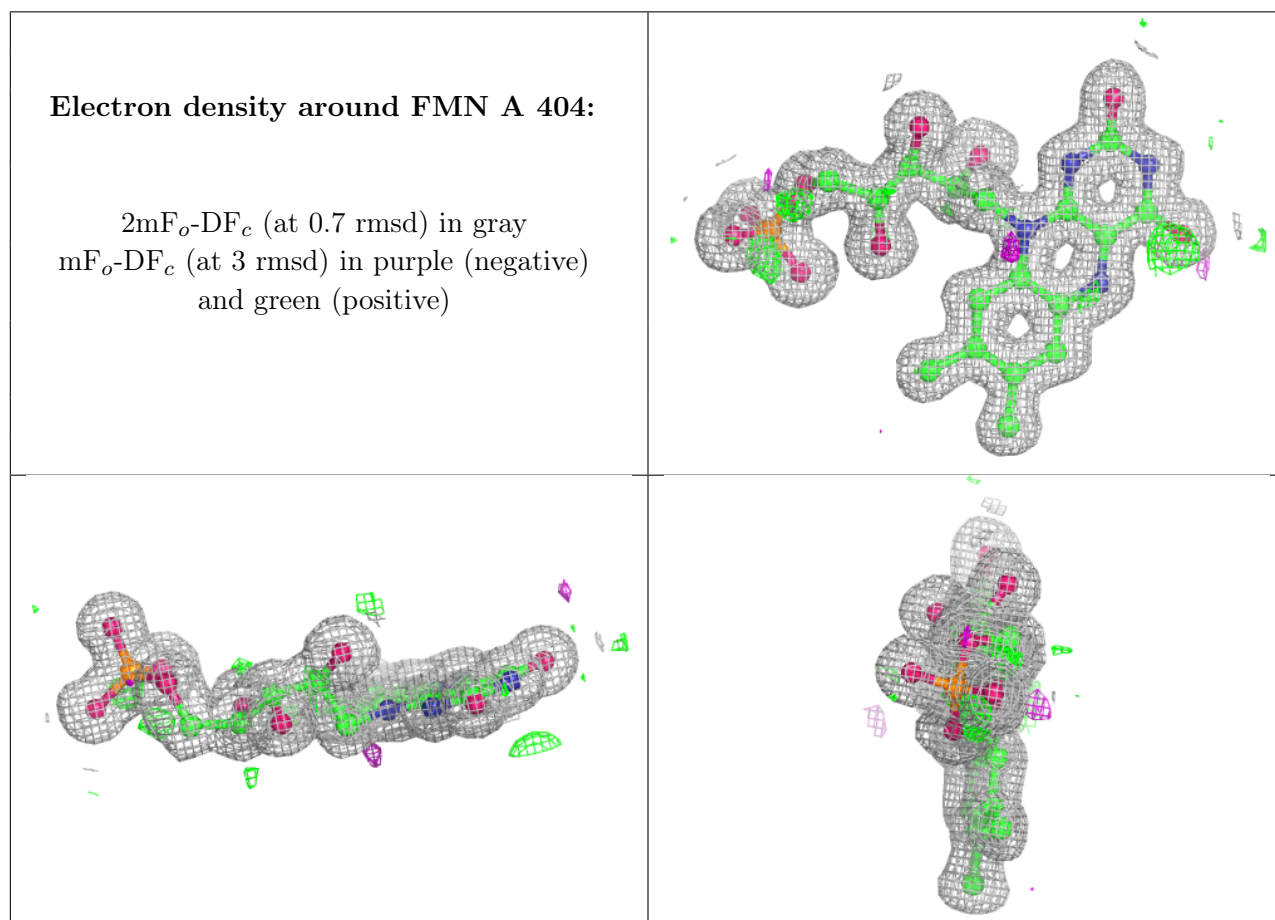 Electron density around FMN A 404:
2mFo-DFc (at 0.7 rmsd) in gray
mFo-DFc (at 3 rmsd) in purple (negative)
and green (positive)